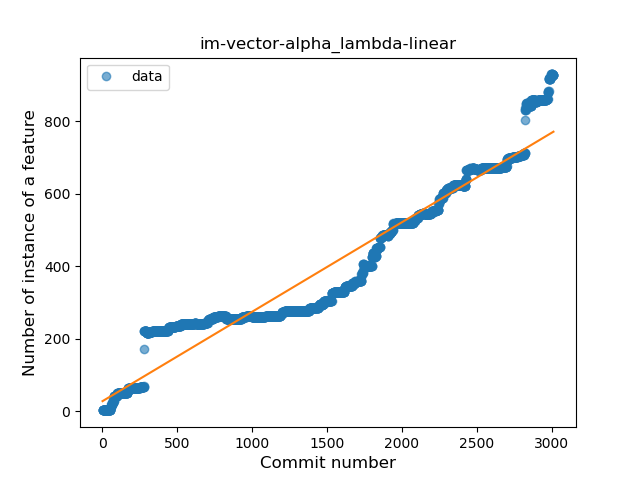 im-vector-alpha_lambda-linear
data
Number of instance of a feature
800
600
400
200
0
0 500 1000 1500 2000 2500 3000
Commit number